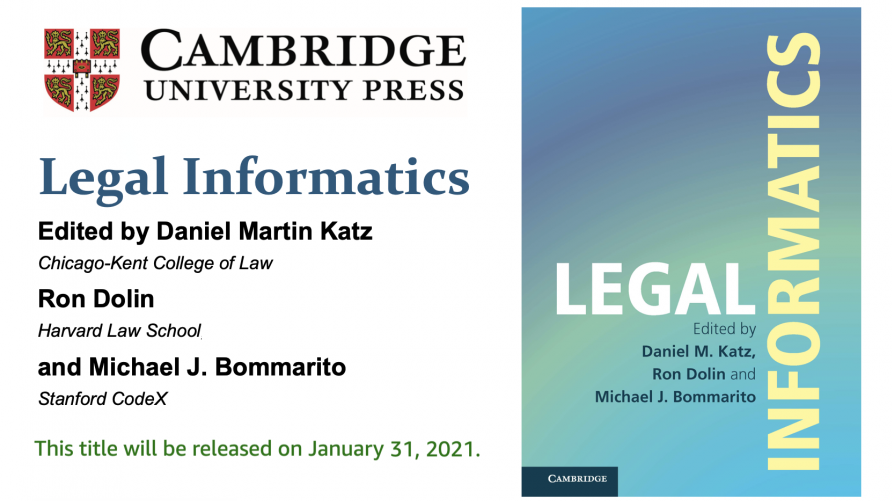 CAMBRIDGE
UNIVERSITY PRESS
Legal Informatics
Edited by Daniel Martin Katz
Chicago-Kent College of Law
Ron Dolin
Harvard Law School
and Michael J. Bommarito
Stanford CodeX
This title will be released on January 31, 2021.
LEGAL
INFORMATICS
Edited by
Daniel M. Katz,
Ron Dolin and
Michael J. Bommarito
CAMBRIDGE